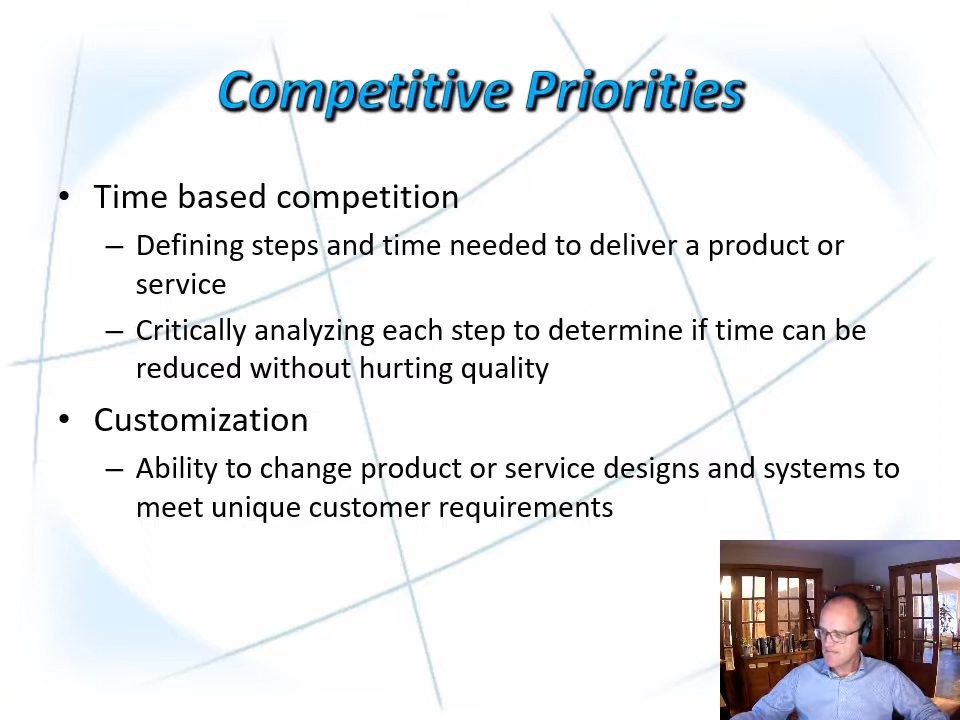 Competitive Priorities
• Time based competition
– Defining steps and time needed to deliver a product or
service
– Critically analyzing each step to determine if time can be
reduced without hurting quality
• Customization
– Ability to change product or service designs and systems to
meet unique customer requirements